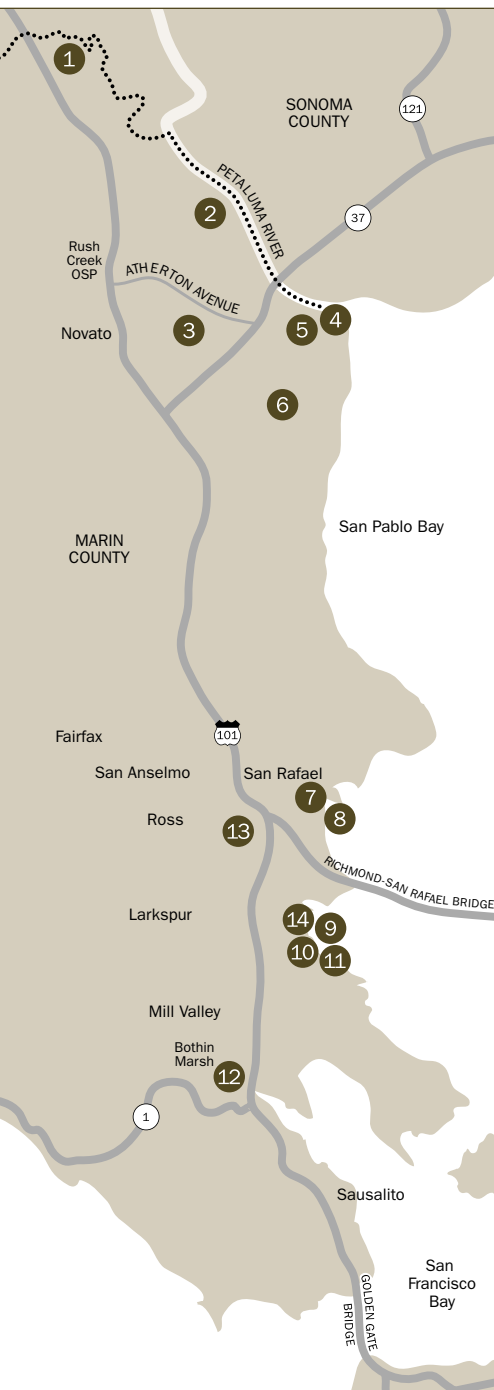 1
SONOMA
COUNTY
121
PETALUMA RIVER
2
37
Rush
Creek
OSP
ATHERTON AVENUE
Novato
3
5
4
6
San Pablo Bay
MARIN
COUNTY
101
Fairfax
San Anselmo
San Rafael
7
8
Ross
13
RICHMOND-SAN RAFAEL BRIDGE
Larkspur
14
9
10
11
Mill Valley
Bothin
Marsh
12
1
Sausalito
San
Francisco
Bay
GOLDEN GATE
BRIDGE